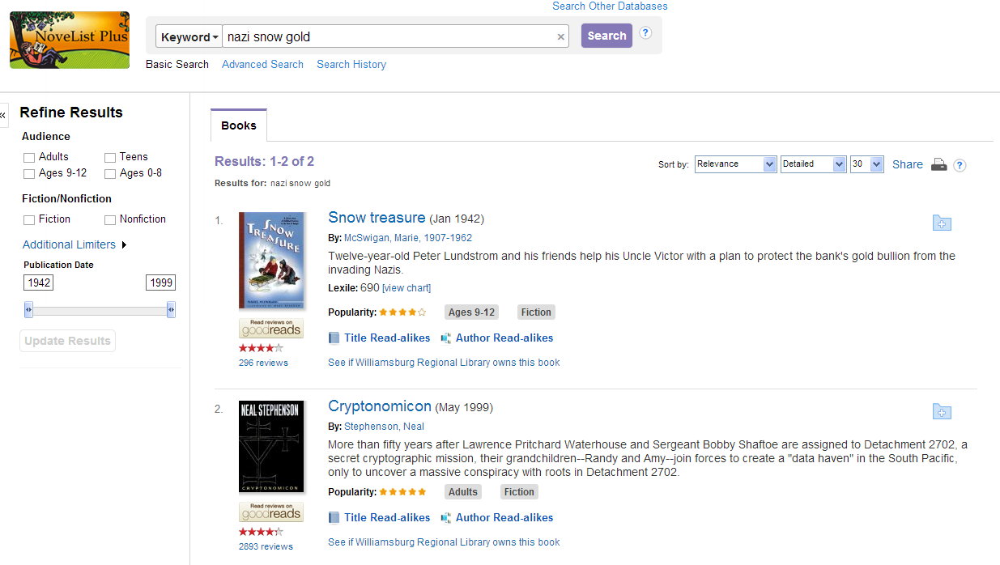 Search Other Databases
NoveList Plus
Keyword nazi snow gold × Search ?
Basic Search Advanced Search Search History
«
Refine Results
Audience
Adults Teens
Ages 9-12 Ages 0-8
Fiction/Nonfiction
Fiction Nonfiction
Additional Limiters
Publication Date
1942 1999
Update Results
Books
Results: 1-2 of 2
Sort by: Relevance Detailed 30 Share ?
Results for: nazi snow gold
1.
SNOW
TREASURE
MARIE McSWIGAN
Read reviews on
goodreads
296 reviews
Snow treasure (Jan 1942)
By: McSwigan, Marie, 1907-1962
Twelve-year-old Peter Lundstrom and his friends help his Uncle Victor with a plan to protect the bank's gold bullion from the
invading Nazis.
Lexile: 690 [view chart]
Popularity: Ages 9-12 Fiction
Title Read-alikes Author Read-alikes
See if Williamsburg Regional Library owns this book
2.
NEAL STEPHENSON
CRYPTONOMICON
Read reviews on
goodreads
2893 reviews
Cryptonomicon (May 1999)
By: Stephenson, Neal
More than fifty years after Lawrence Pritchard Waterhouse and Sergeant Bobby Shaftoe are assigned to Detachment 2702, a
secret cryptographic mission, their grandchildren--Randy and Amy--join forces to create a "data haven" in the South Pacific,
only to uncover a massive conspiracy with roots in Detachment 2702.
Popularity: Adults Fiction
Title Read-alikes Author Read-alikes
See if Williamsburg Regional Library owns this book